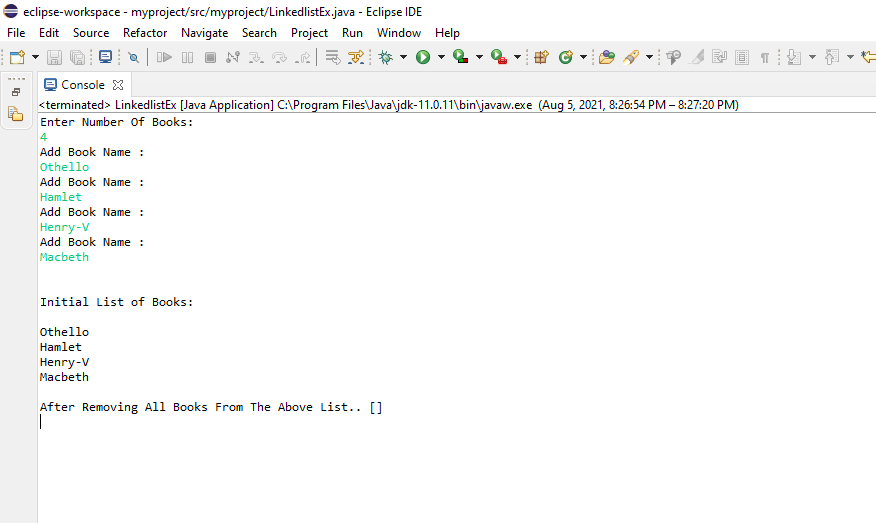 eclipse-workspace - myproject/src/myproject/LinkedlistEx.java - Eclipse IDE
File Edit Source Refactor Navigate Search Project Run Window Help
Console
<terminated> LinkedlistEx [Java Application] C:\Program Files\Java\jdk-11.0.11\bin\javaw.exe (Aug 5, 2021, 8:26:54 PM – 8:27:20 PM)
Enter Number Of Books:
4
Add Book Name :
Othello
Add Book Name :
Hamlet
Add Book Name :
Henry-V
Add Book Name :
Macbeth
Initial List of Books:
Othello
Hamlet
Henry-V
Macbeth
After Removing All Books From The Above List.. []